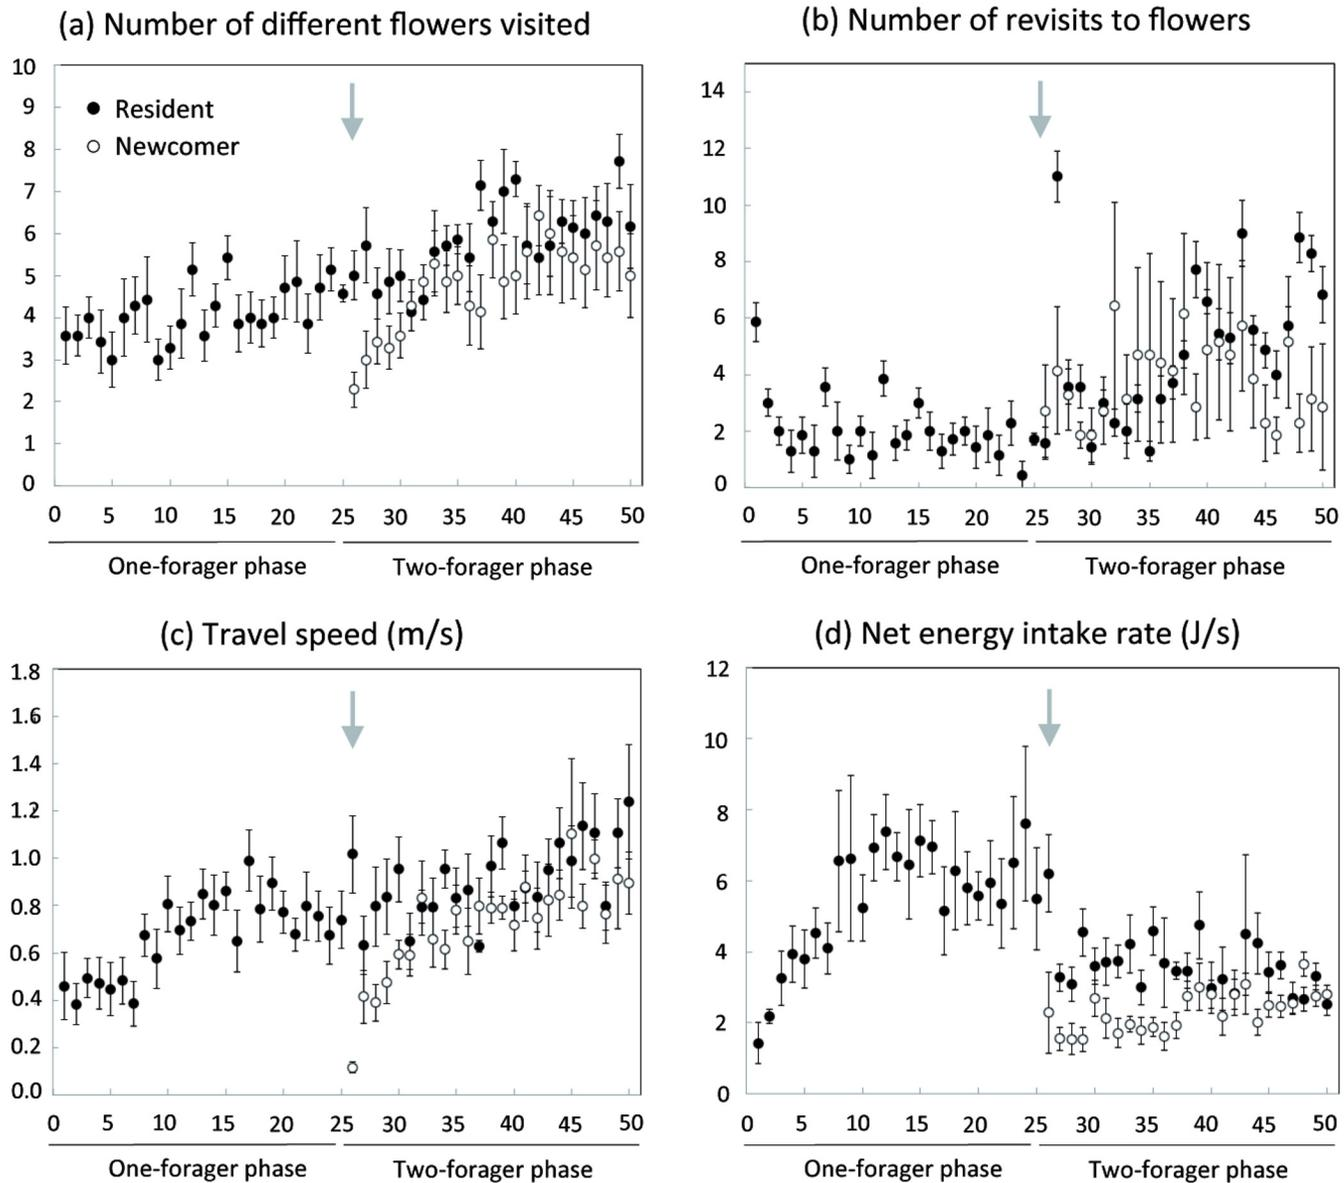 (a) Number of different flowers visited
10
9
8
7
6
5
4
3
2
1
0
Resident
Newcomer
0 5 10 15 20 25 30 35 40 45 50
One-forager phase Two-forager phase
(b) Number of revisits to flowers
14
12
10
8
6
4
2
0
0 5 10 15 20 25 30 35 40 45 50
One-forager phase Two-forager phase
(c) Travel speed (m/s)
1.8
1.6
1.4
1.2
1.0
0.8
0.6
0.4
0.2
0.0
0 5 10 15 20 25 30 35 40 45 50
One-forager phase Two-forager phase
(d) Net energy intake rate (J/s)
12
10
8
6
4
2
0
0 5 10 15 20 25 30 35 40 45 50
One-forager phase Two-forager phase